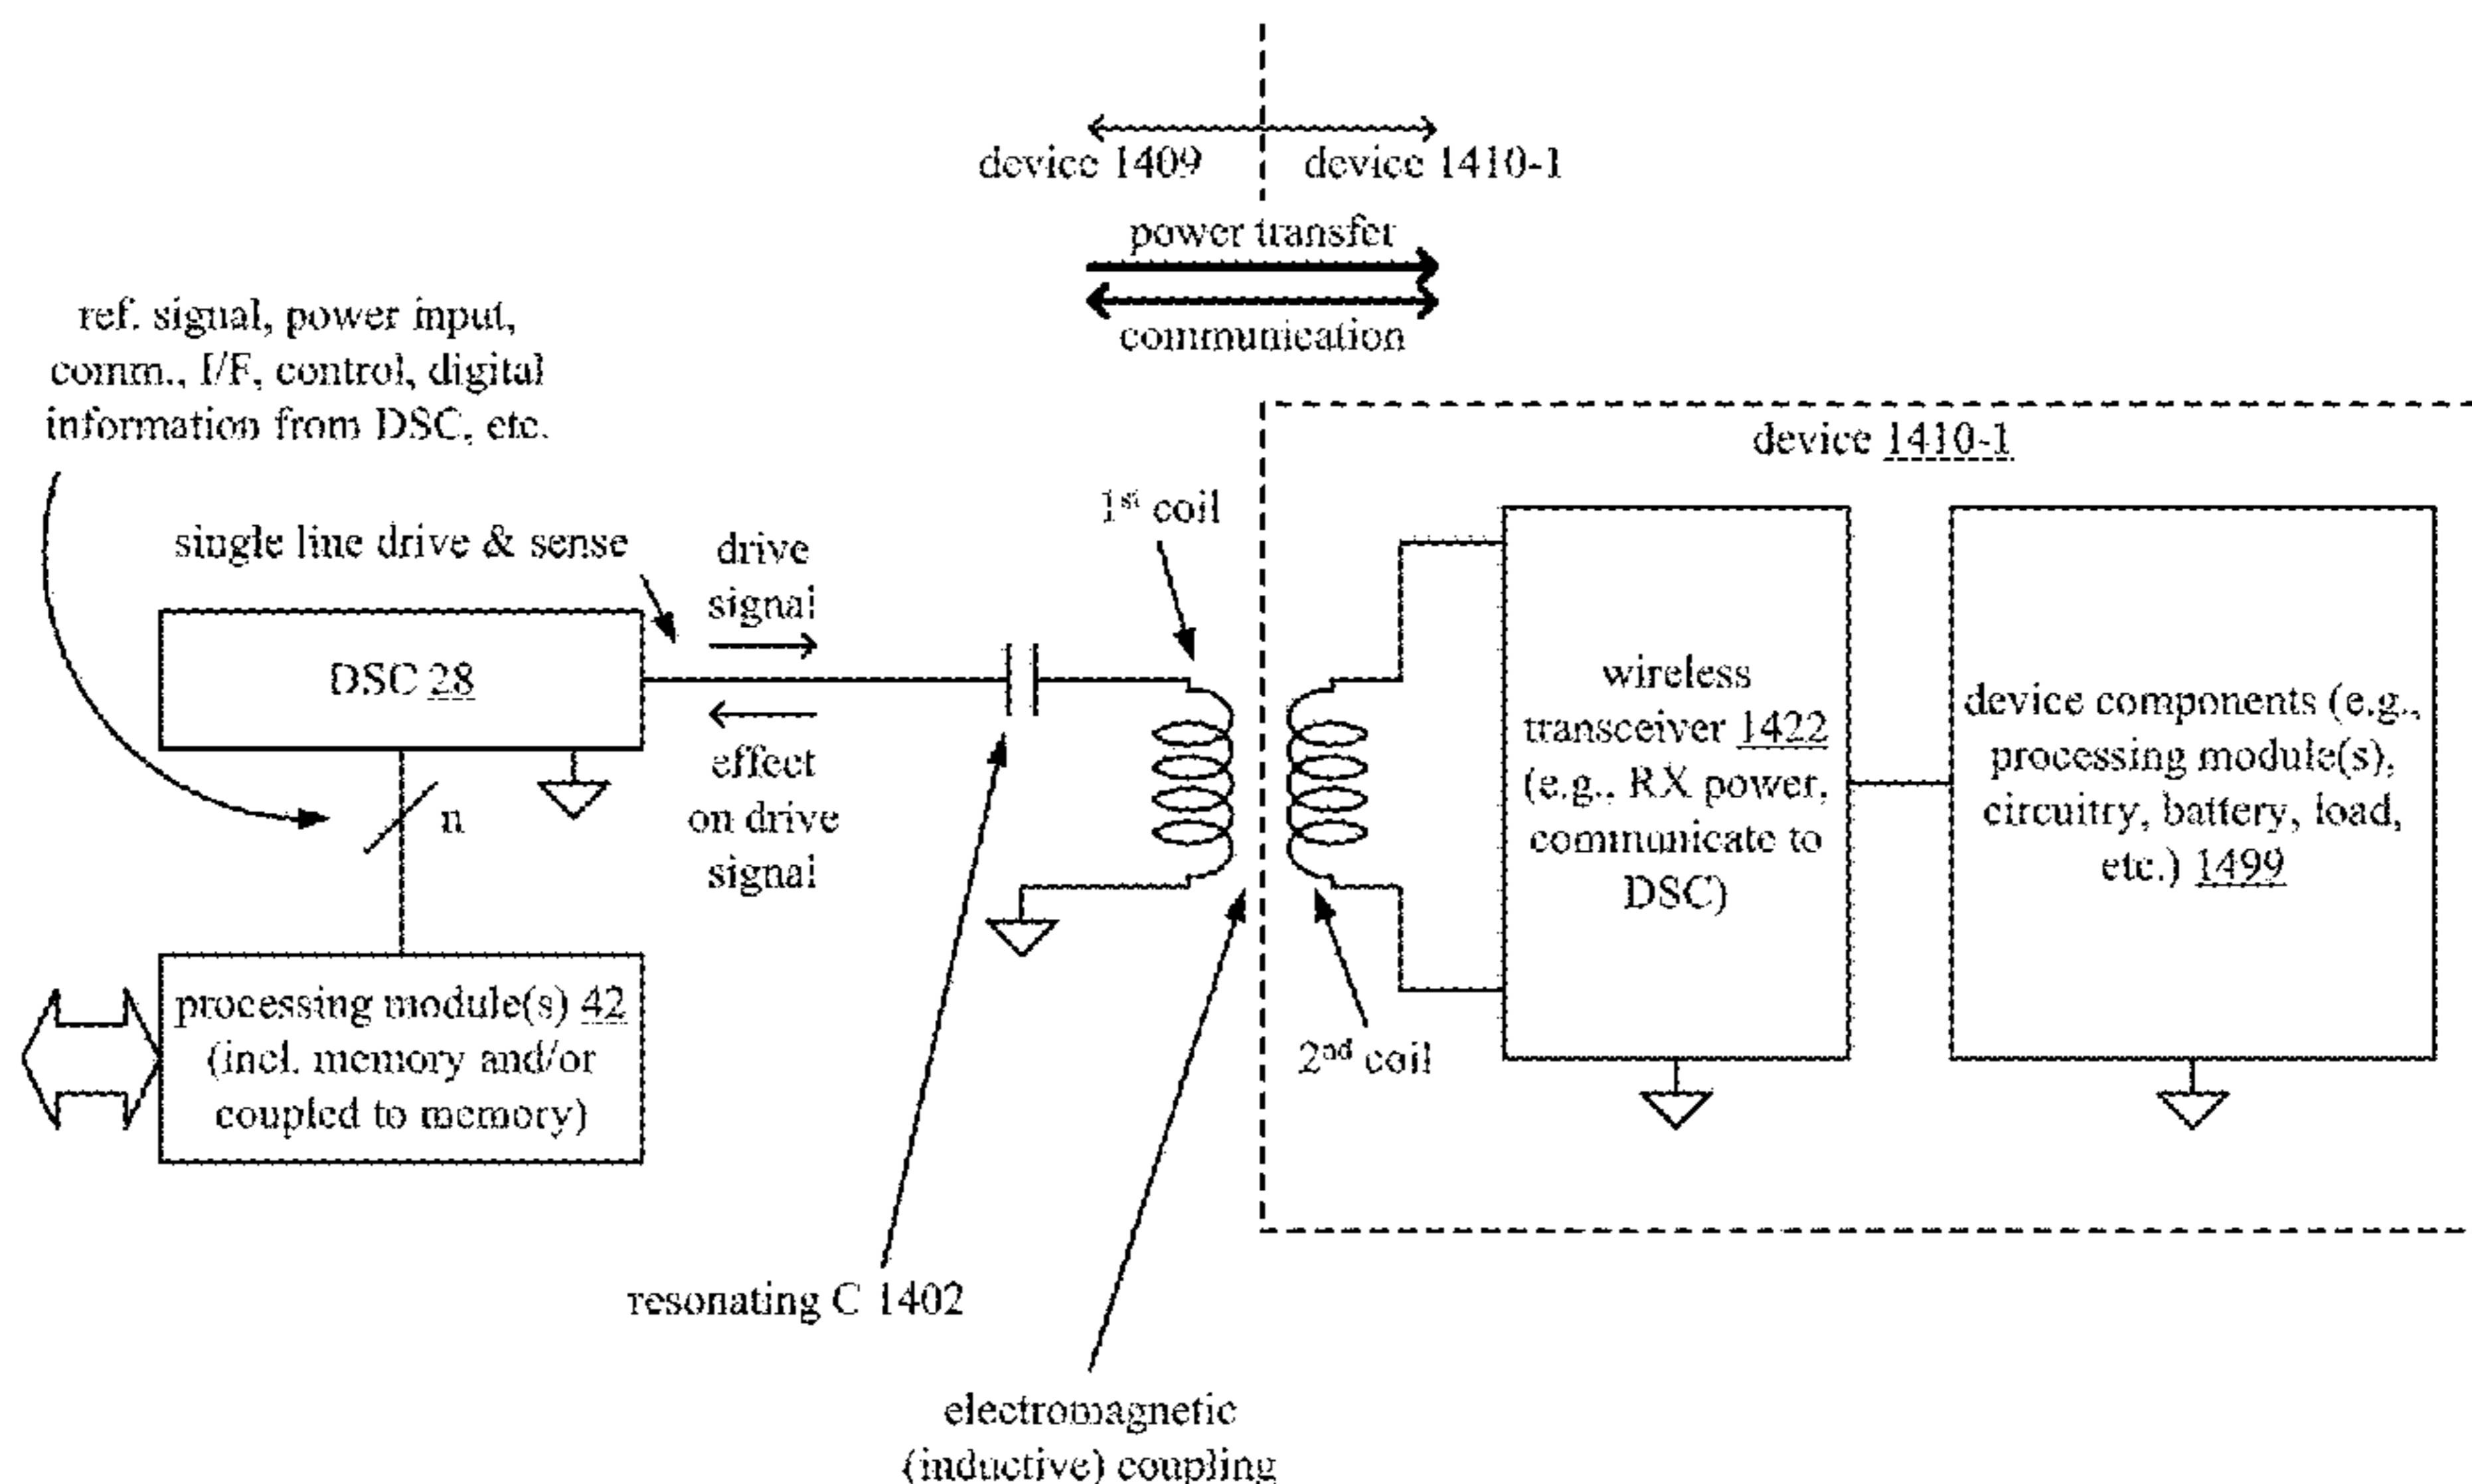 device 1409
device 1410-1
power transfer
communication
ref. signal, power input,
comm., I/F, control, digital
information from DSC, etc.
single line drive & sense
drive
signal
DSC 28
effect
on drive
signal
n
processing module(s) 42
(incl. memory and/or
coupled to memory)
1st coil
device 1410-1
wireless
transceiver 1422
(e.g., RX power,
communicate to
DSC)
device components (e.g.,
processing module(s),
circuitry, battery, load,
etc.) 1499
2nd coil
resonating C 1402
electromagnetic
(inductive) coupling